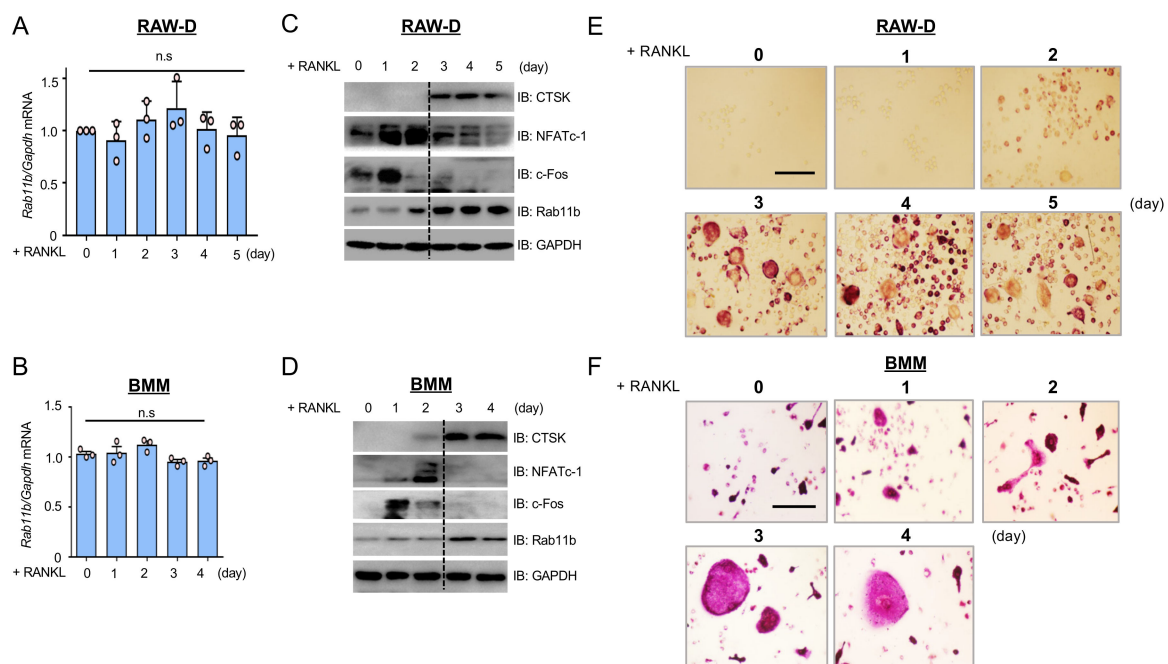 A
RAW-D
n.s
1.5
1.0
0.5
0
Rab11b/Gapdh mRNA
+ RANKL
0 1 2 3 4 5 (day)
B
BMM
n.s
1.5
1.0
0.5
0
Rab11b/Gapdh mRNA
+ RANKL
0 1 2 3 4 (day)
C
RAW-D
+ RANKL 0 1 2 3 4 5 (day)
IB: CTSK
IB: NFATc-1
IB: c-Fos
IB: Rab11b
IB: GAPDH
D
BMM
+ RANKL 0 1 2 3 4 (day)
IB: CTSK
IB: NFATc-1
IB: c-Fos
IB: Rab11b
IB: GAPDH
E
RAW-D
+ RANKL 0 1 2
3 4 5 (day)
F
BMM
+ RANKL 0 1 2
3 4 (day)